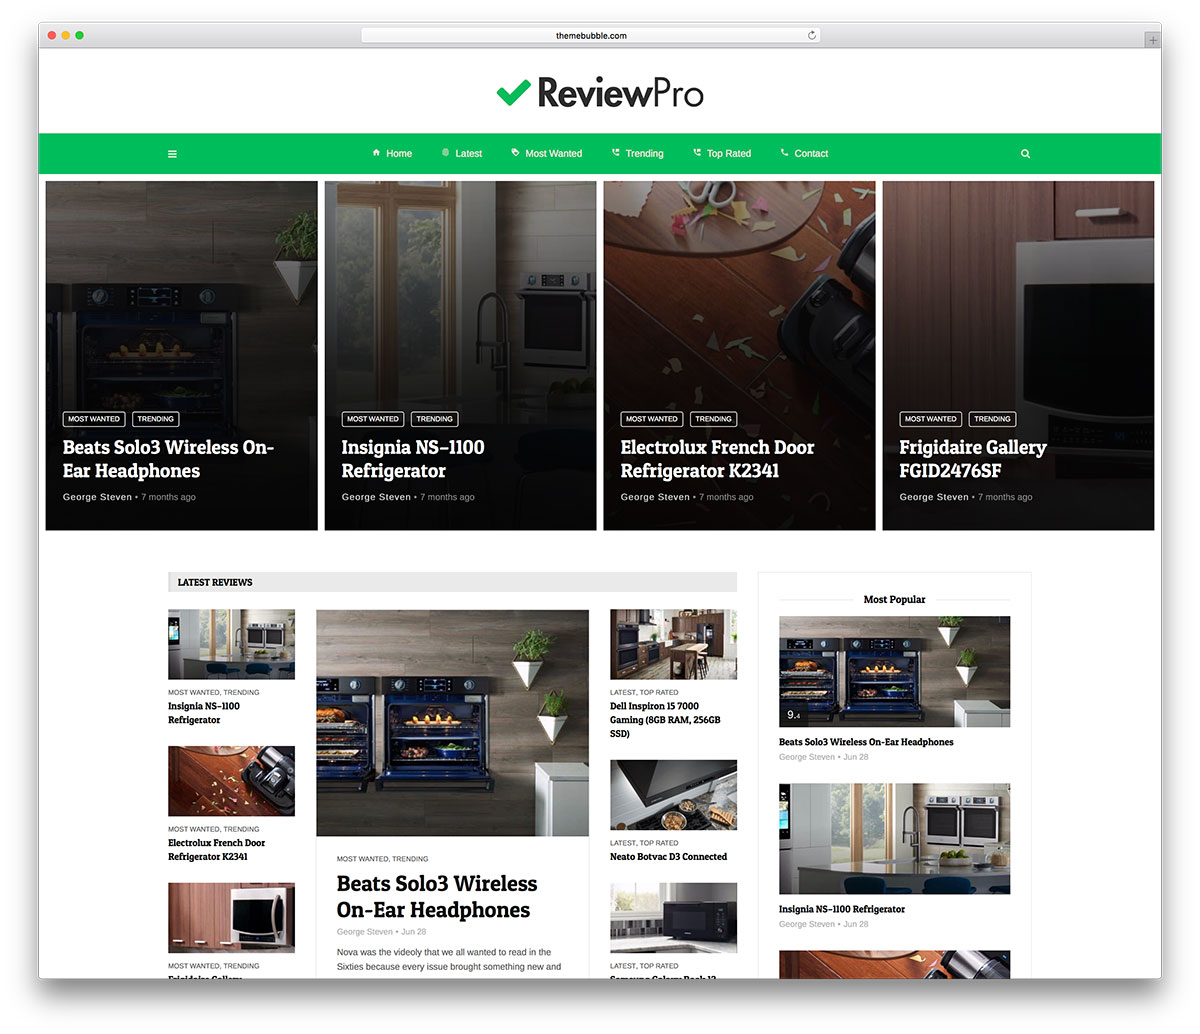 themebubble.com
ReviewPro
Home
Latest
Most Wanted
Trending
Top Rated
Contact
MOST WANTED
TRENDING
Beats Solo3 Wireless On-
Ear Headphones
George Steven • 7 months ago
MOST WANTED
TRENDING
Insignia NS-1100
Refrigerator
George Steven • 7 months ago
MOST WANTED
TRENDING
Electrolux French Door
Refrigerator K2341
George Steven • 7 months ago
MOST WANTED
TRENDING
Frigidaire Gallery
FGID2476SF
George Steven • 7 months ago
LATEST REVIEWS
MOST WANTED, TRENDING
Insignia NS-1100
Refrigerator
MOST WANTED, TRENDING
Electrolux French Door
Refrigerator K2341
MOST WANTED, TRENDING
Frigidaire Gallery
MOST WANTED, TRENDING
Beats Solo3 Wireless
On-Ear Headphones
George Steven • Jun 28
Nova was the videoly that we all wanted to read in the
Sixties because every issue brought something new and
LATEST, TOP RATED
Dell Inspiron 15 7000
Gaming (8GB RAM, 256GB
SSD)
LATEST, TOP RATED
Neato Botvac D3 Connected
LATEST, TOP RATED
Samsung Galaxy Book 12
Most Popular
9.4
Beats Solo3 Wireless On-Ear Headphones
George Steven • Jun 28
Insignia NS-1100 Refrigerator
George Steven • Jun 28